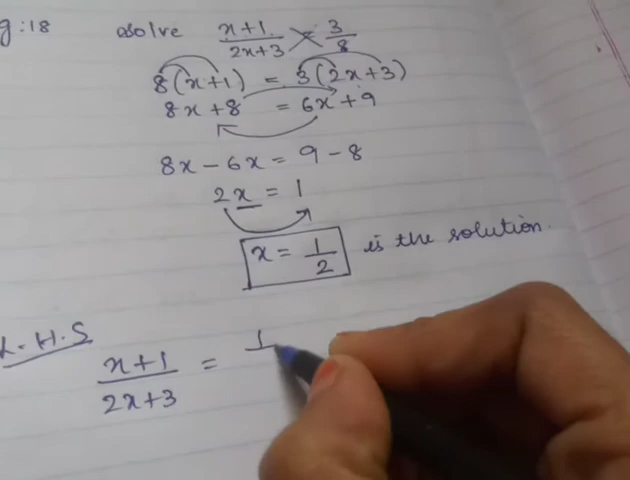 g:18 solve x+1/2x+3 = 3/8
8(x+1) = 3(2x+3)
8x+8 = 6x+9
8x-6x = 9-8
2x = 1
x = 1/2 is the solution.
L.H.S
x+1/2x+3 = 1